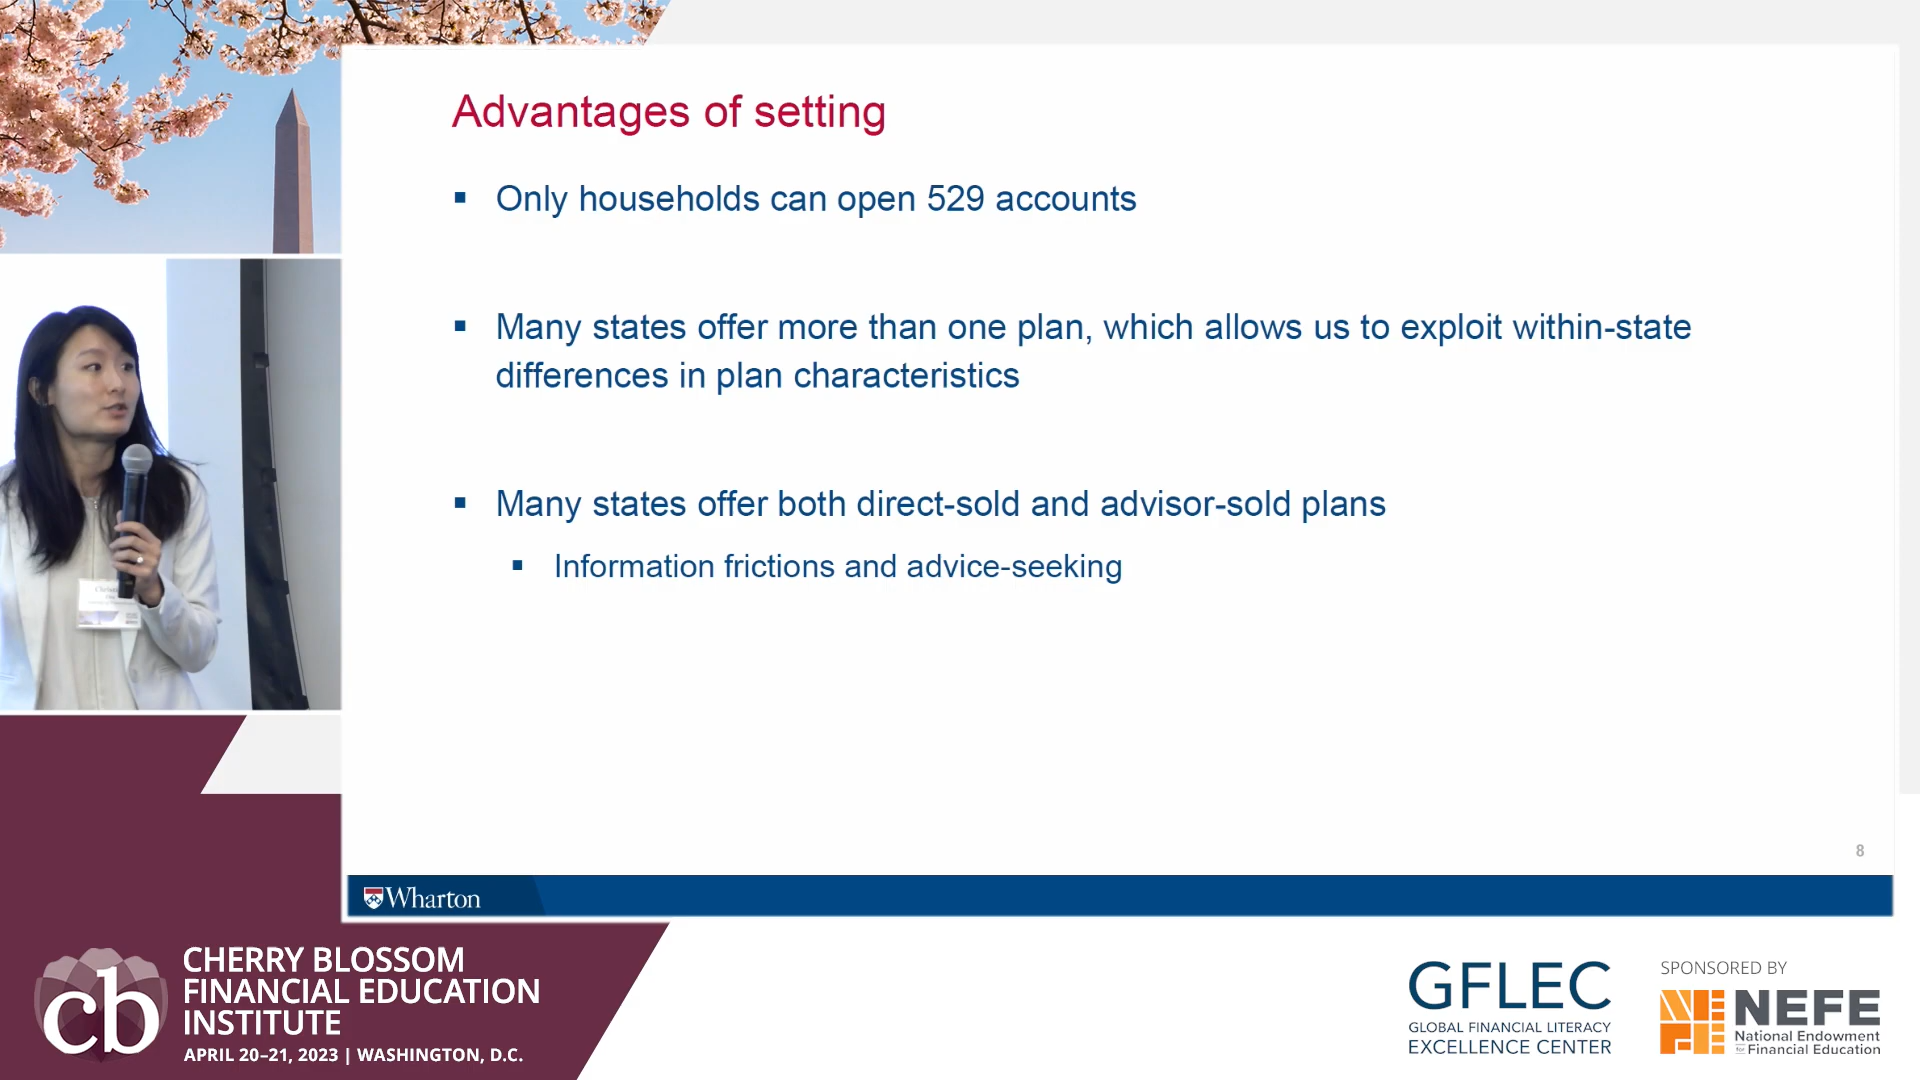 Advantages of setting
▪ Only households can open 529 accounts
▪ Many states offer more than one plan, which allows us to exploit within-state
differences in plan characteristics
▪ Many states offer both direct-sold and advisor-sold plans
▪ Information frictions and advice-seeking
8
Wharton
cb
CHERRY BLOSSOM
FINANCIAL EDUCATION
INSTITUTE
APRIL 20–21, 2023 | WASHINGTON, D.C.
GFLEC
GLOBAL FINANCIAL LITERACY
EXCELLENCE CENTER
SPONSORED BY
NEFE
National Endowment
for Financial Education